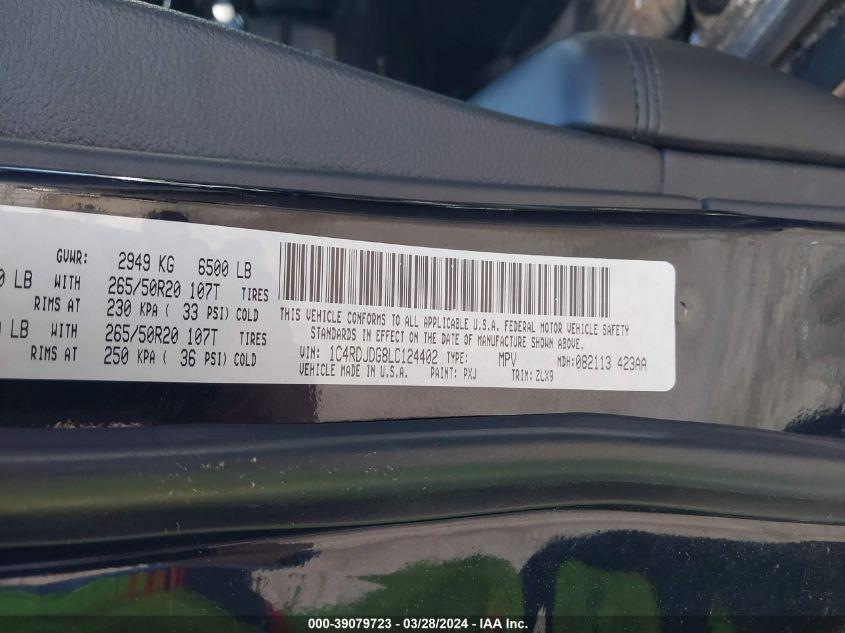 GVWR: 2949 KG 6500 LB
LB WITH 265/50R20 107T TIRES
RIMS AT 230 KPA ( 33 PSI) COLD
LB WITH 265/50R20 107T TIRES
RIMS AT 250 KPA ( 36 PSI) COLD
THIS VEHICLE CONFORMS TO ALL APPLICABLE U.S.A. FEDERAL MOTOR VEHICLE SAFETY
STANDARDS IN EFFECT ON THE DATE OF MANUFACTURE SHOWN ABOVE.
VIN: 1C4RDJDG8LC124402 TYPE: MPV MDH: 082113 423AA
VEHICLE MADE IN U.S.A. PAINT: PXJ TRIM: ZLX9
000-39079723 - 03/28/2024 - IAA Inc.